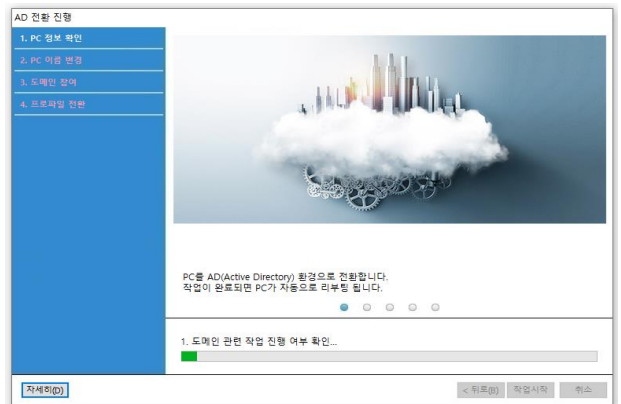 AD 전환 진행
1. PC 정보 확인
2. PC 이름 변경
3. 도메인 참여
4. 프로파일 전환
PC를 AD(Active Directory) 환경으로 전환합니다.
작업이 완료되면 PC가 자동으로 리부팅 됩니다.
1. 도메인 관련 작업 진행 여부 확인...
자세히(D)
< 뒤로(B) 작업시작 취소